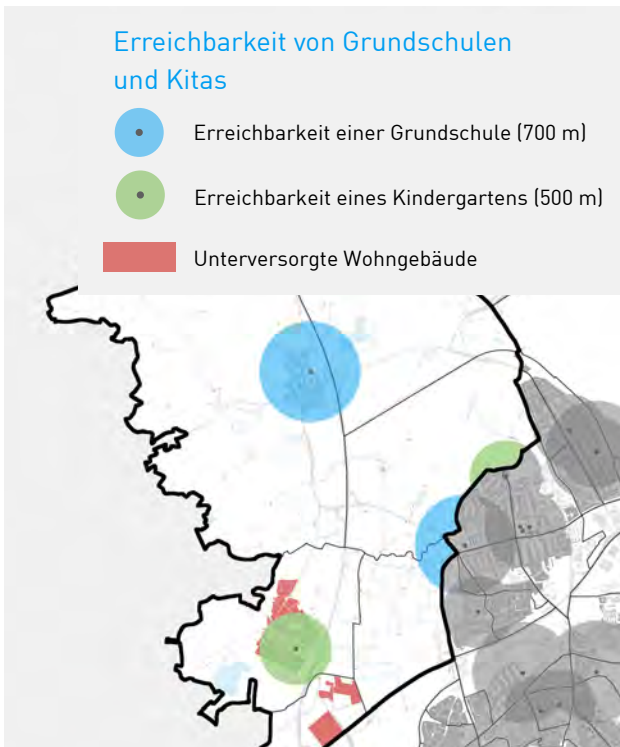 Erreichbarkeit von Grundschulen
und Kitas
Erreichbarkeit einer Grundschule (700 m)
Erreichbarkeit eines Kindergartens (500 m)
Unterversorgte Wohngebäude